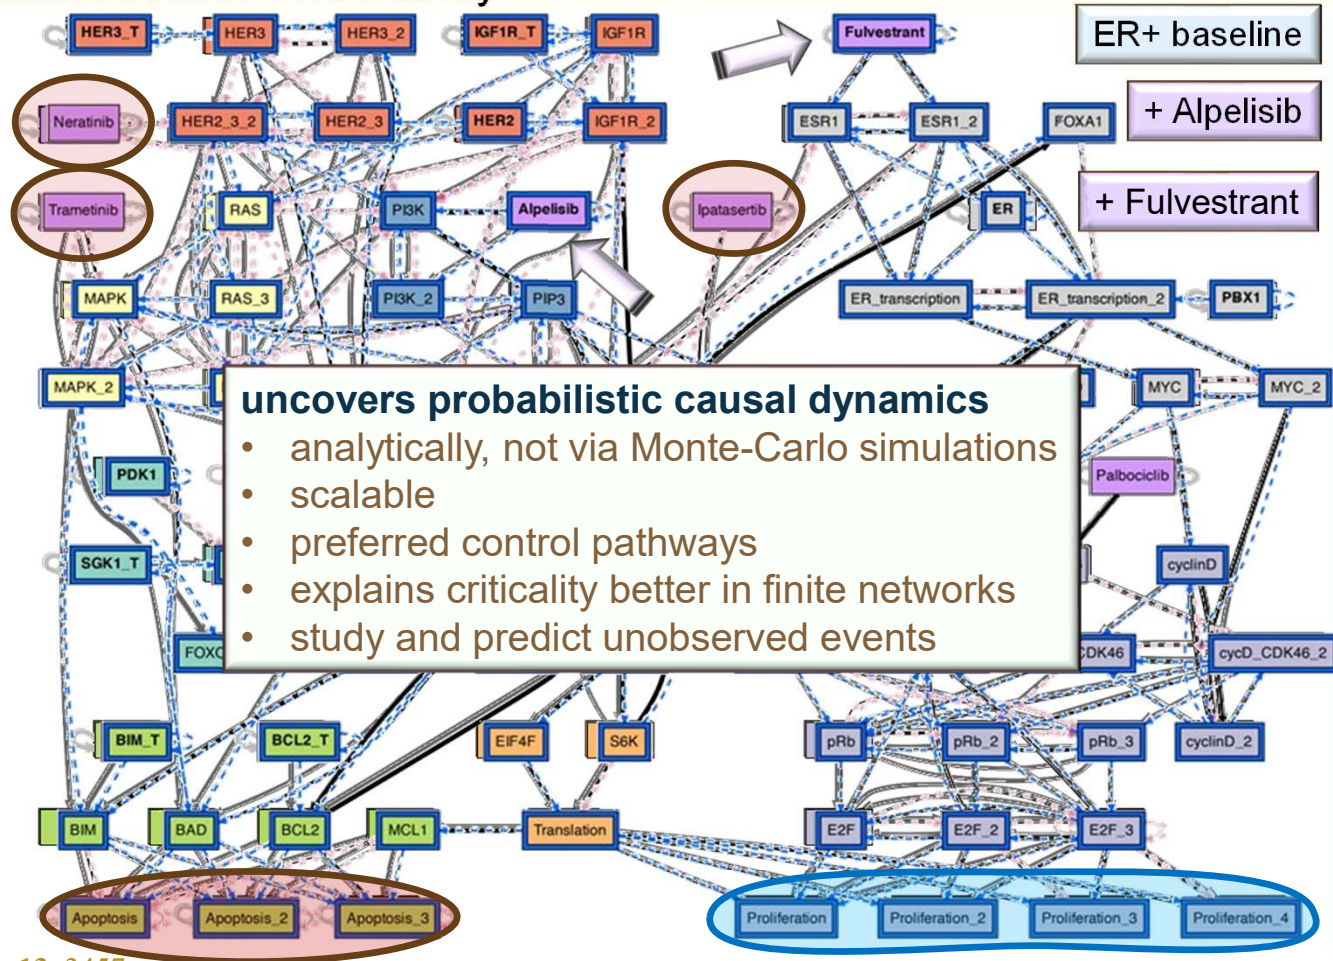 HER3_T HER3 HER3_2 IGF1R_T IGF1R Fulvestrant ER+ baseline
Neratinib HER2_3_2 HER2_3 HER2 IGF1R_2 ESR1 ESR1_2 FOXA1 + Alpelisib
Trametinib RAS PI3K Alpelisib Ipatasertib ER + Fulvestrant
MAPK RAS_3 PI3K_2 PIP3 ER_transcription ER_transcription_2 PBX1
MAPK_2 MYC MYC_2
uncovers probabilistic causal dynamics
• analytically, not via Monte-Carlo simulations
• scalable
• preferred control pathways
• explains criticality better in finite networks
• study and predict unobserved events
PDK1 Palbociclib
SGK1_T cyclinD
FOXO CDK46 cycD_CDK46_2
BIM_T BCL2_T EIF4F S6K pRb pRb_2 pRb_3 cyclinD_2
BIM BAD BCL2 MCL1 Translation E2F E2F_2 E2F_3
Apoptosis Apoptosis_2 Apoptosis_3 Proliferation Proliferation_2 Proliferation_3 Proliferation_4